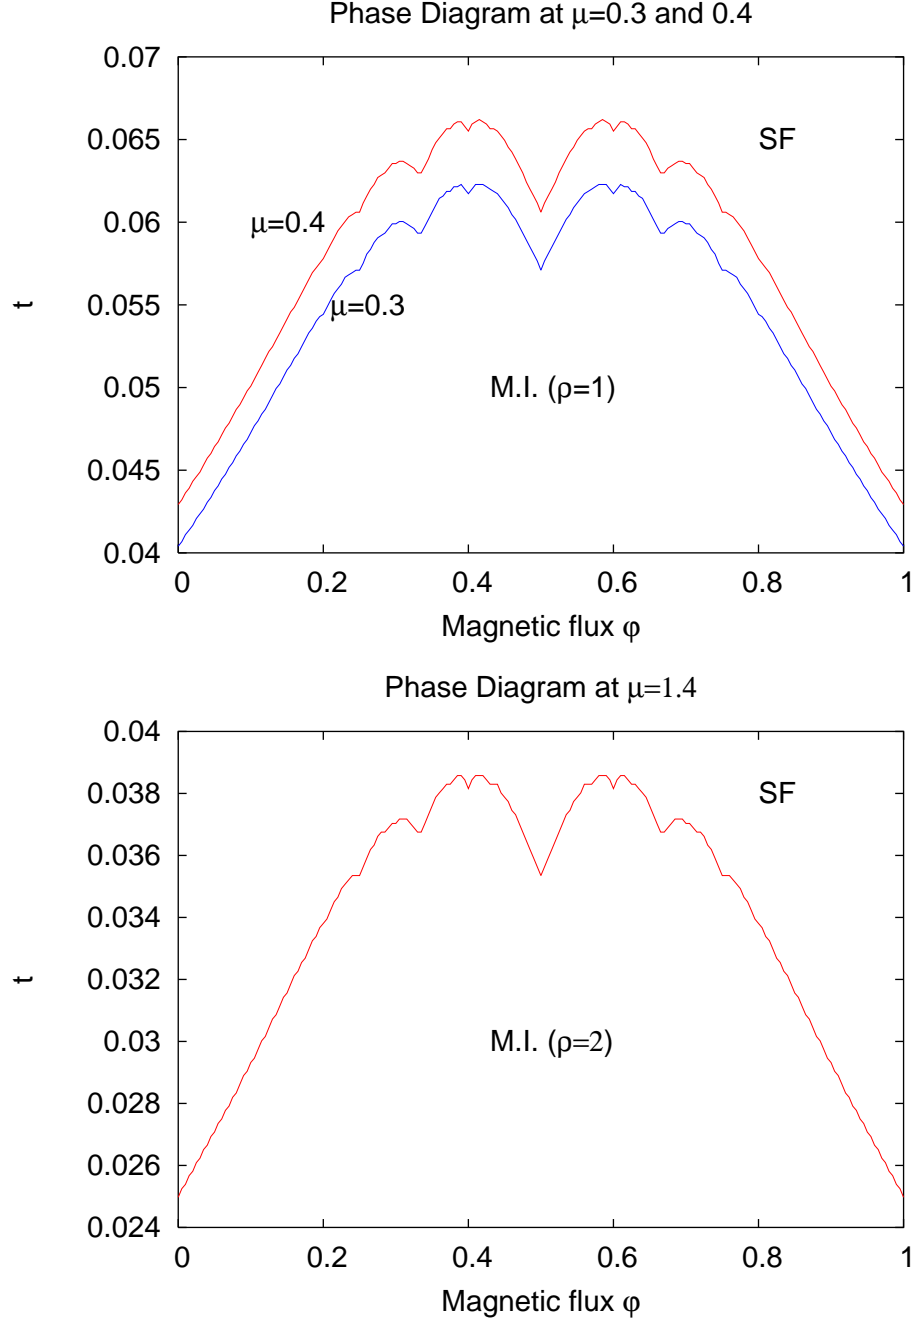 Phase Diagram at μ=0.3 and 0.4
0.07
0.065
0.06
0.055
0.05
0.045
0.04
t
SF
μ=0.4
μ=0.3
M.I. (ρ=1)
0 0.2 0.4 0.6 0.8 1
Magnetic flux φ
Phase Diagram at μ=1.4
0.04
0.038
0.036
0.034
0.032
0.03
0.028
0.026
0.024
t
SF
M.I. (ρ=2)
0 0.2 0.4 0.6 0.8 1
Magnetic flux φ